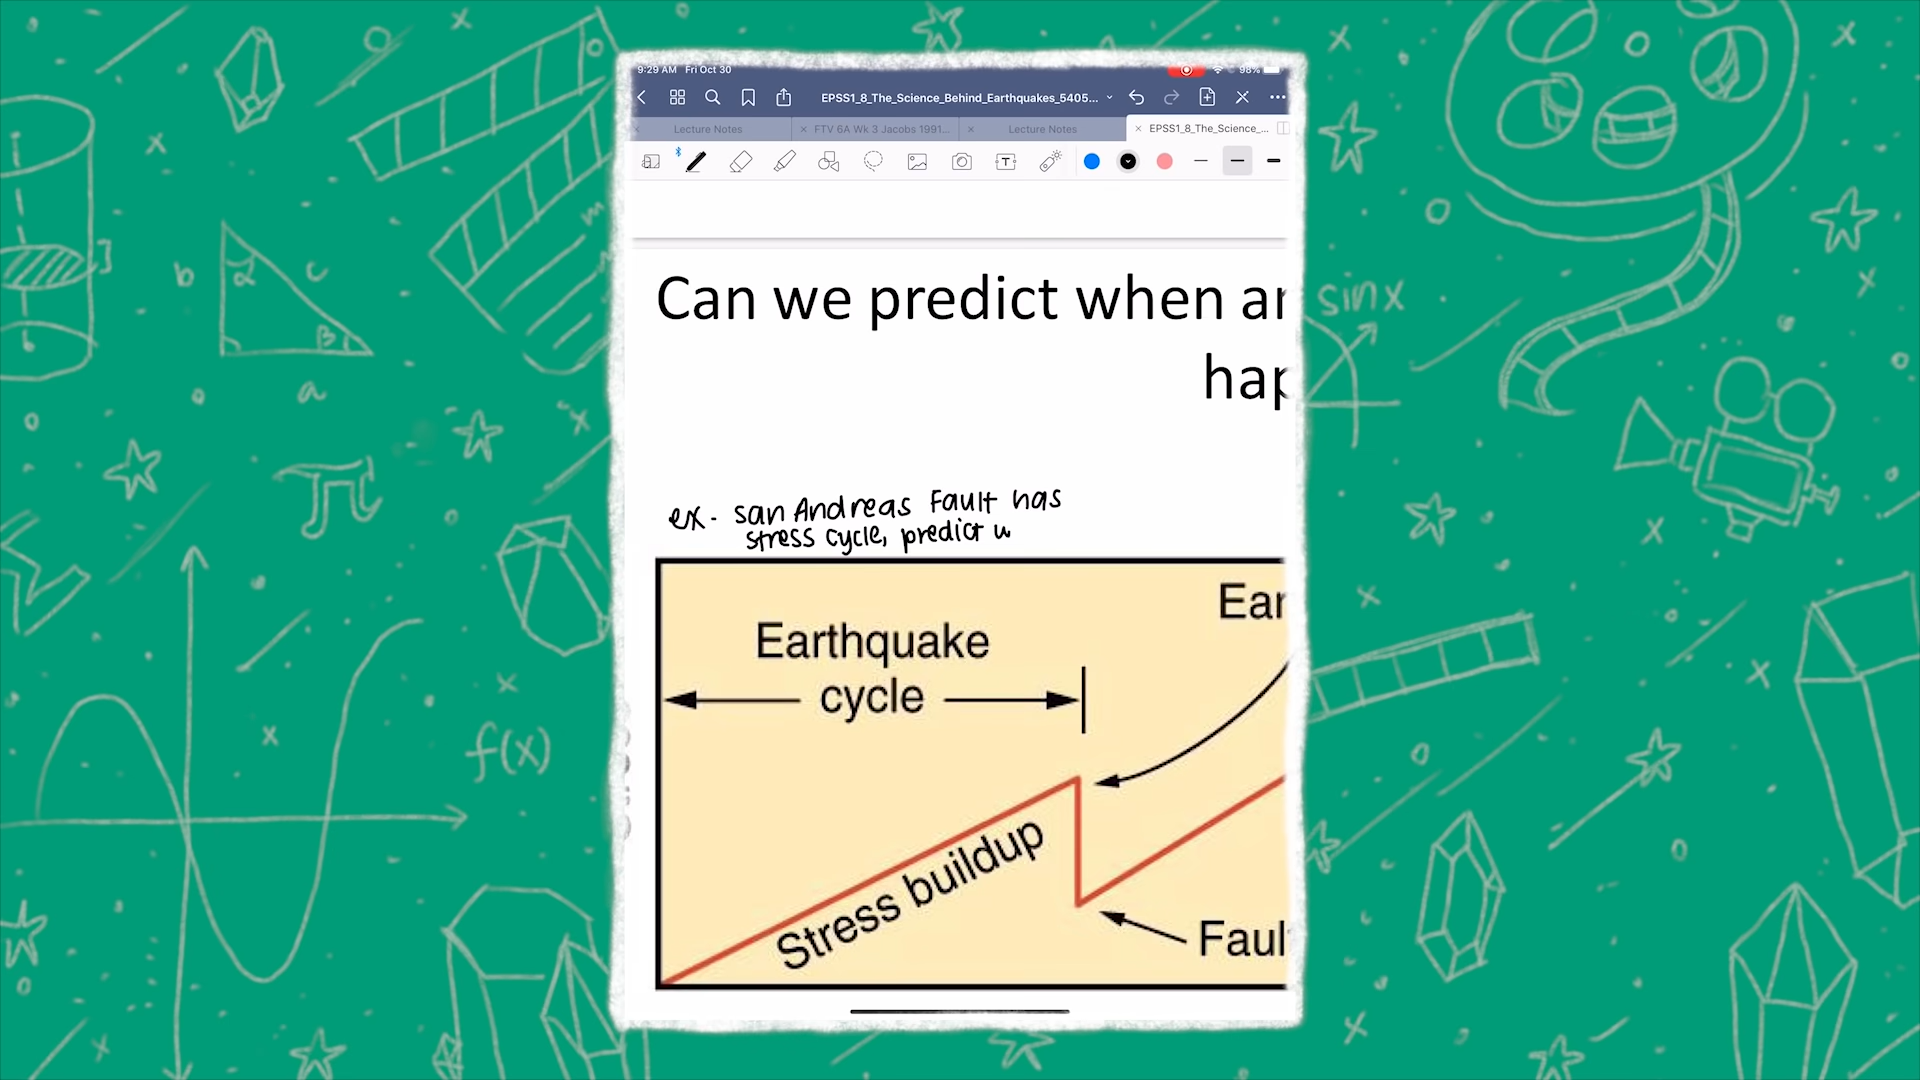 9:29 AM Fri Oct 30
98%
EPSS1_8_The_Science_Behind_Earthquakes_5405...
Lecture Notes
FTV 6A Wk 3 Jacobs 1991...
Lecture Notes
EPSS1_8_The_Science_...
T
Can we predict when an
hap
ex- san Andreas Fault has
stress cycle, predict w
Earthquake
cycle
Ear
Stress buildup
Faul
b
α
c
β
a
π
f(x)
sinx